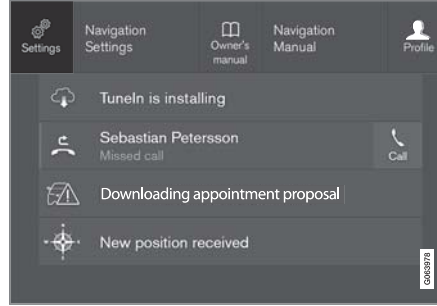 Settings
Navigation
Settings
Owner's
manual
Navigation
Manual
Profile
TuneIn is installing
Sebastian Petersson
Missed call
Call
Downloading appointment proposal
New position received
G063978